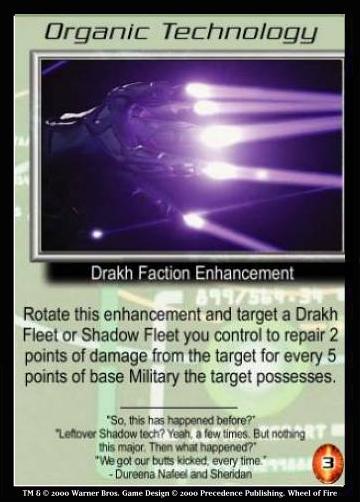 Organic Technology
Drakh Faction Enhancement
Rotate this enhancement and target a Drakh
Fleet or Shadow Fleet you control to repair 2
points of damage from the target for every 5
points of base Military the target possesses.
"So, this has happened before?"
"Leftover Shadow tech? Yeah, a few times. But nothing
this major. Then what happened?"
"We got our butts kicked, every time."
- Dureena Nafeel and Sheridan
3
TM & © 2000 Warner Bros. Game Design © 2000 Precedence Publishing. Wheel of Fire